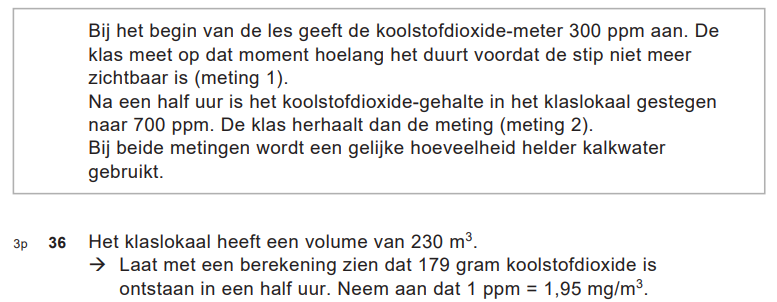 Bij het begin van de les geeft de koolstofdioxide-meter 300 ppm aan. De
klas meet op dat moment hoelang het duurt voordat de stip niet meer
zichtbaar is (meting 1).
Na een half uur is het koolstofdioxide-gehalte in het klaslokaal gestegen
naar 700 ppm. De klas herhaalt dan de meting (meting 2).
Bij beide metingen wordt een gelijke hoeveelheid helder kalkwater
gebruikt.
3p 36 Het klaslokaal heeft een volume van 230 m³.
→ Laat met een berekening zien dat 179 gram koolstofdioxide is
ontstaan in een half uur. Neem aan dat 1 ppm = 1,95 mg/m³.